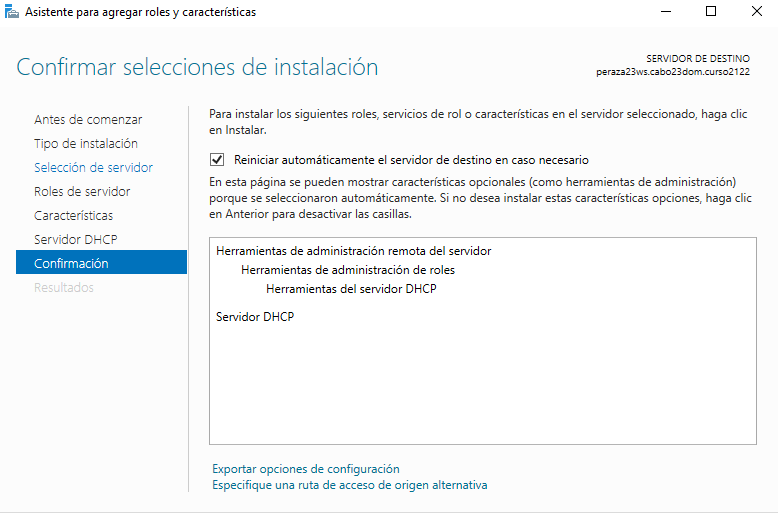 Asistente para agregar roles y características
Confirmar selecciones de instalación
SERVIDOR DE DESTINO
peraza23ws.cabo23dom.curso2122
Antes de comenzar
Tipo de instalación
Selección de servidor
Roles de servidor
Características
Servidor DHCP
Confirmación
Resultados
Para instalar los siguientes roles, servicios de rol o características en el servidor seleccionado, haga clic
en Instalar.
Reiniciar automáticamente el servidor de destino en caso necesario
En esta página se pueden mostrar características opcionales (como herramientas de administración)
porque se seleccionaron automáticamente. Si no desea instalar estas características opciones, haga clic
en Anterior para desactivar las casillas.
Herramientas de administración remota del servidor
Herramientas de administración de roles
Herramientas del servidor DHCP
Servidor DHCP
Exportar opciones de configuración
Especifique una ruta de acceso de origen alternativa